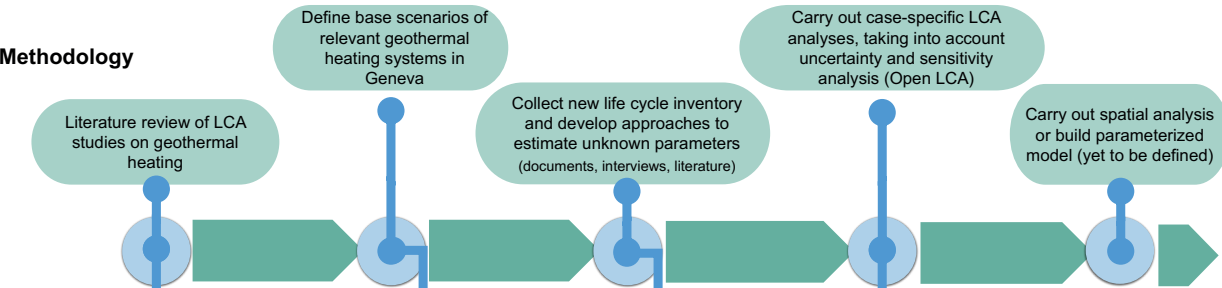 Methodology
Literature review of LCA
studies on geothermal
heating
Define base scenarios of
relevant geothermal
heating systems in
Geneva
Collect new life cycle inventory
and develop approaches to
estimate unknown parameters
(documents, interviews, literature)
Carry out case-specific LCA
analyses, taking into account
uncertainty and sensitivity
analysis (Open LCA)
Carry out spatial analysis
or build parameterized
model (yet to be defined)